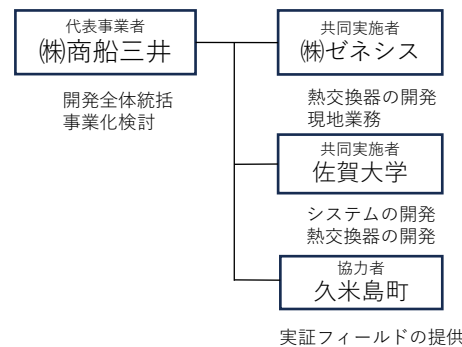 代表事業者
㈱商船三井
開発全体統括
事業化検討
共同実施者
㈱ゼネシス
熱交換器の開発
現地業務
共同実施者
佐賀大学
システムの開発
熱交換器の開発
協力者
久米島町
実証フィールドの提供